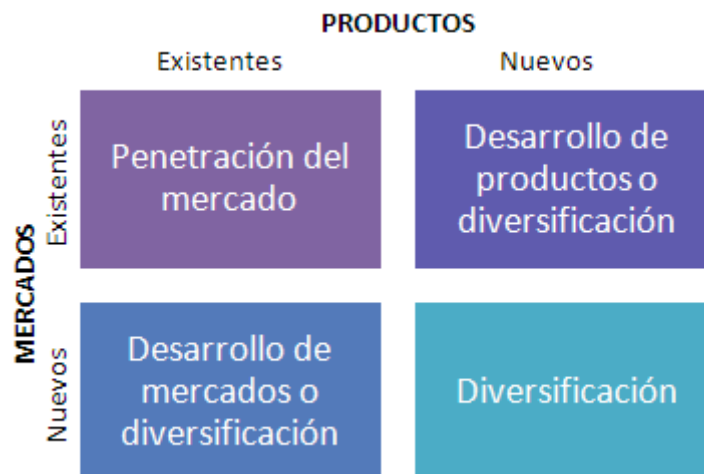 PRODUCTOS
Existentes
Nuevos
MERCADOS
Existentes
Penetración del
mercado
Desarrollo de
productos o
diversificación
Nuevos
Desarrollo de
mercados o
diversificación
Diversificación